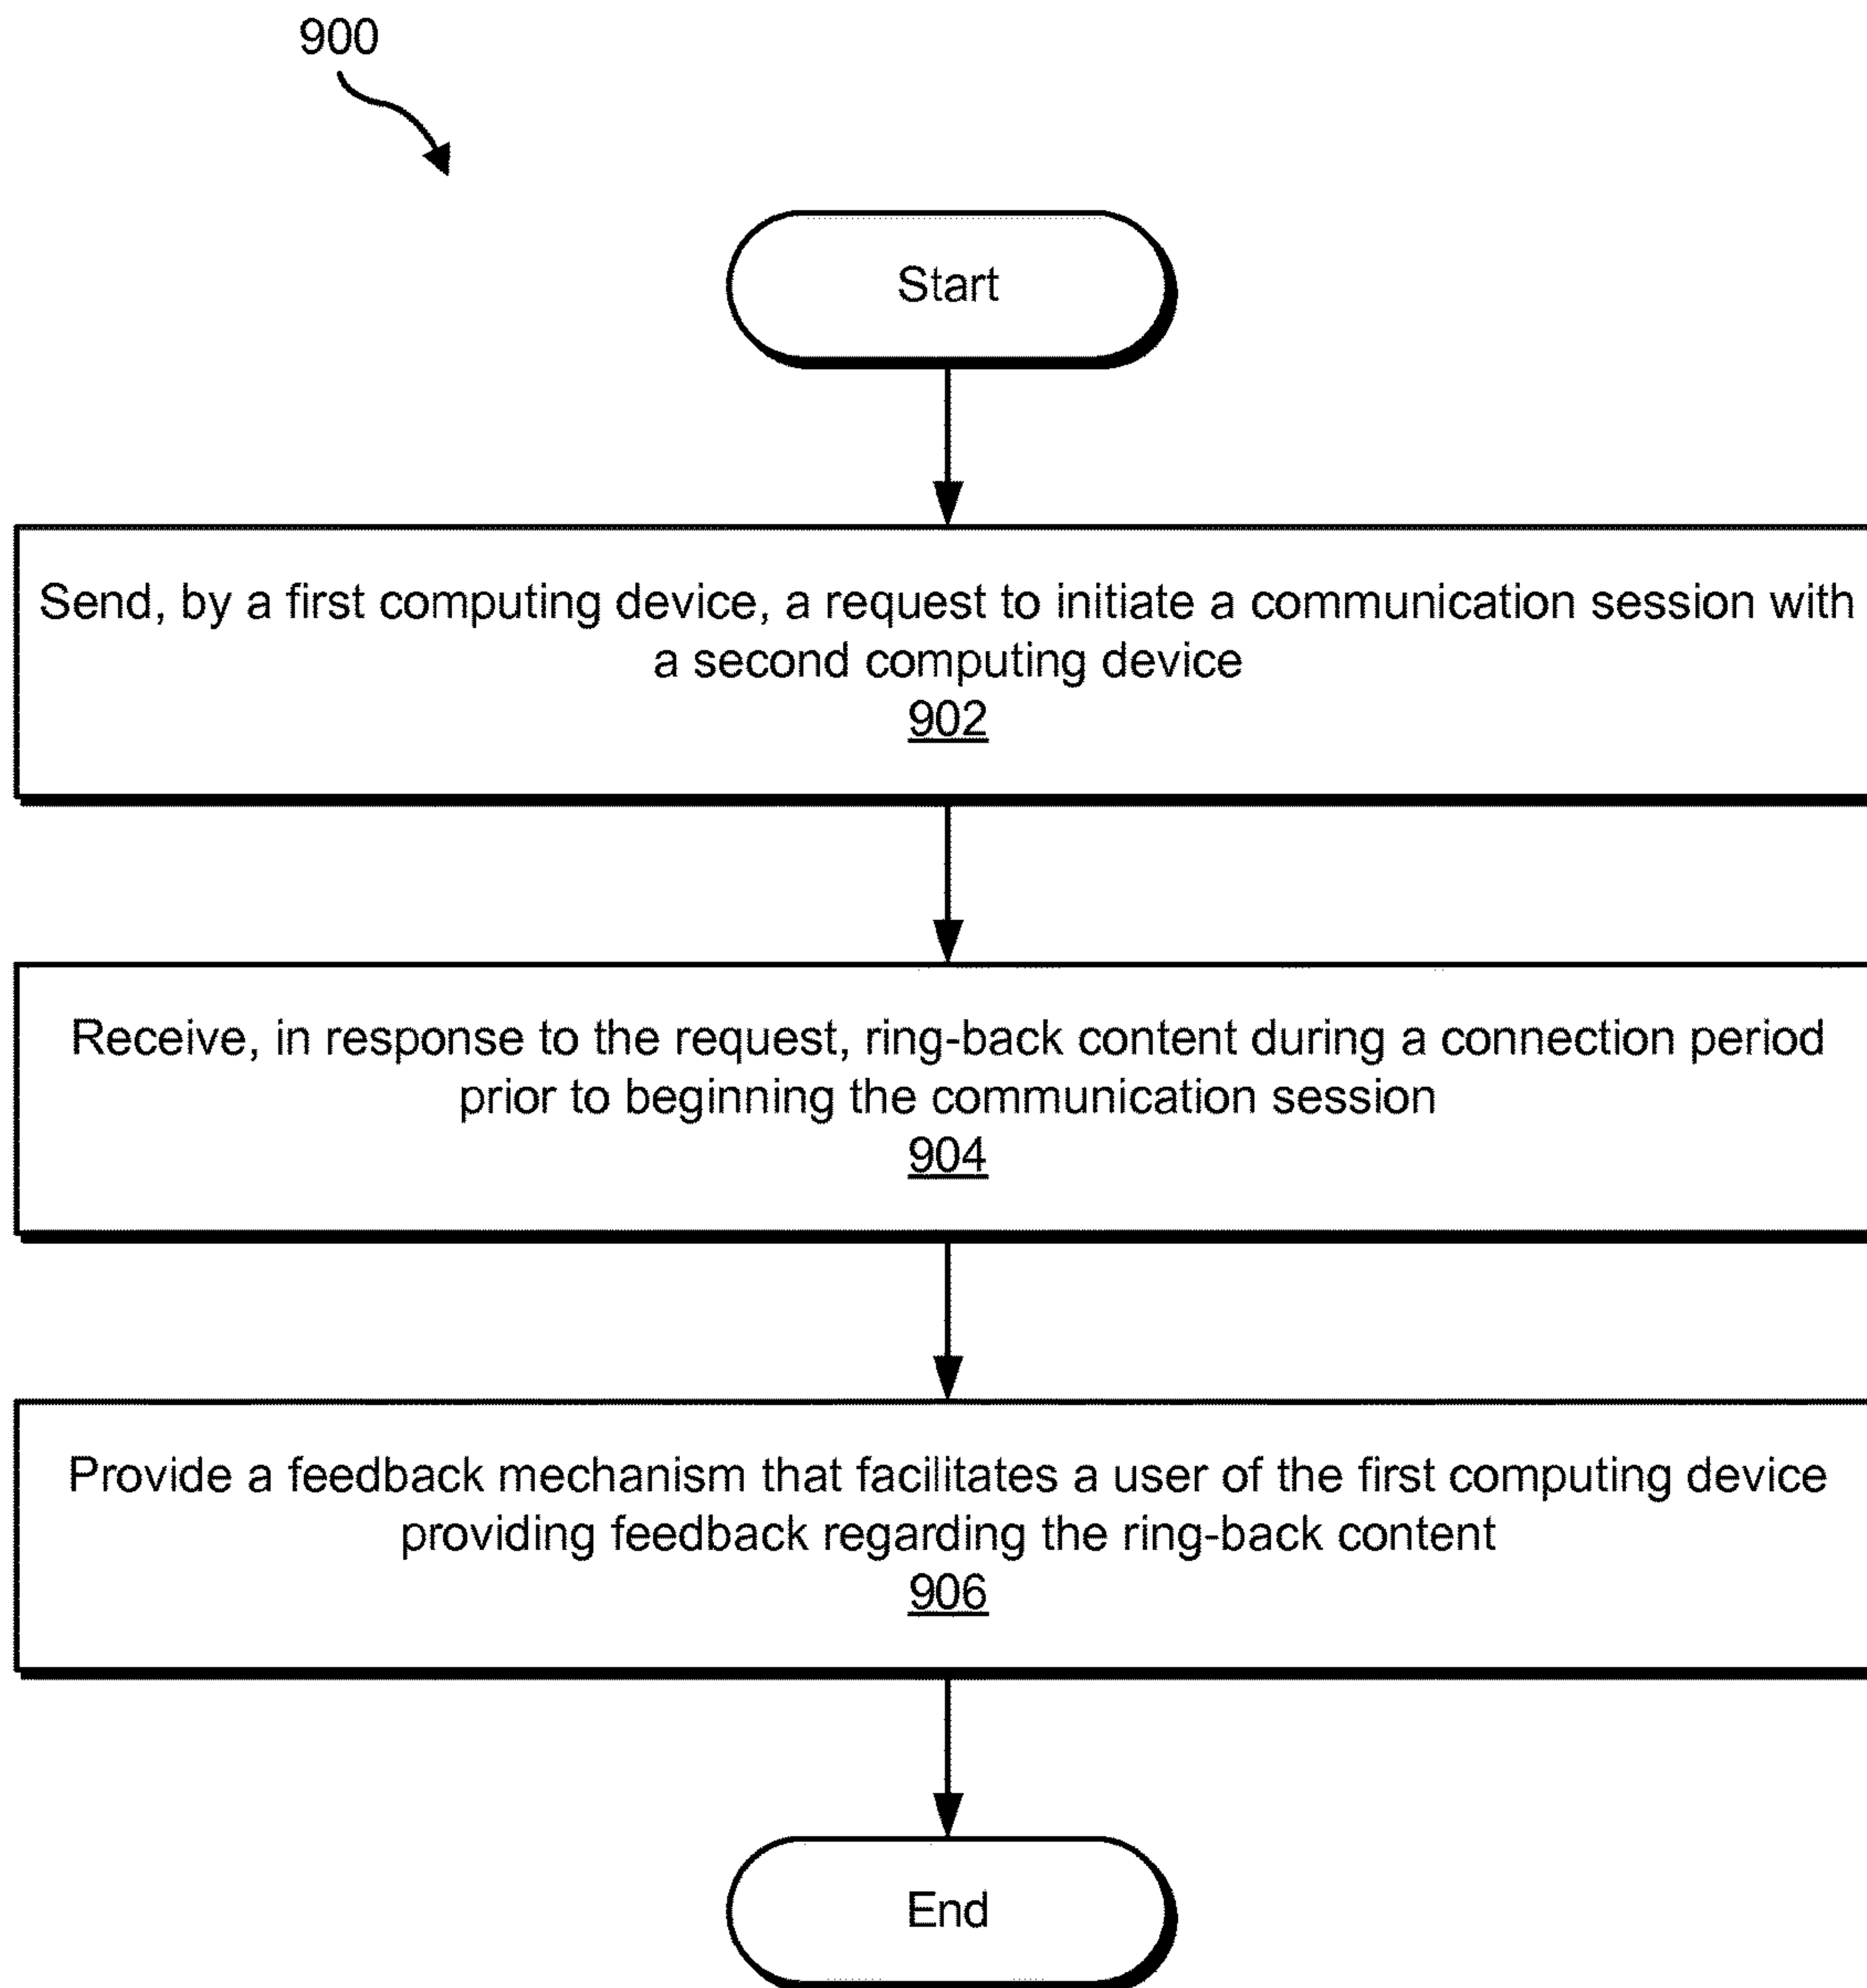 900
Start
Send, by a first computing device, a request to initiate a communication session with
a second computing device
902
Receive, in response to the request, ring-back content during a connection period
prior to beginning the communication session
904
Provide a feedback mechanism that facilitates a user of the first computing device
providing feedback regarding the ring-back content
906
End